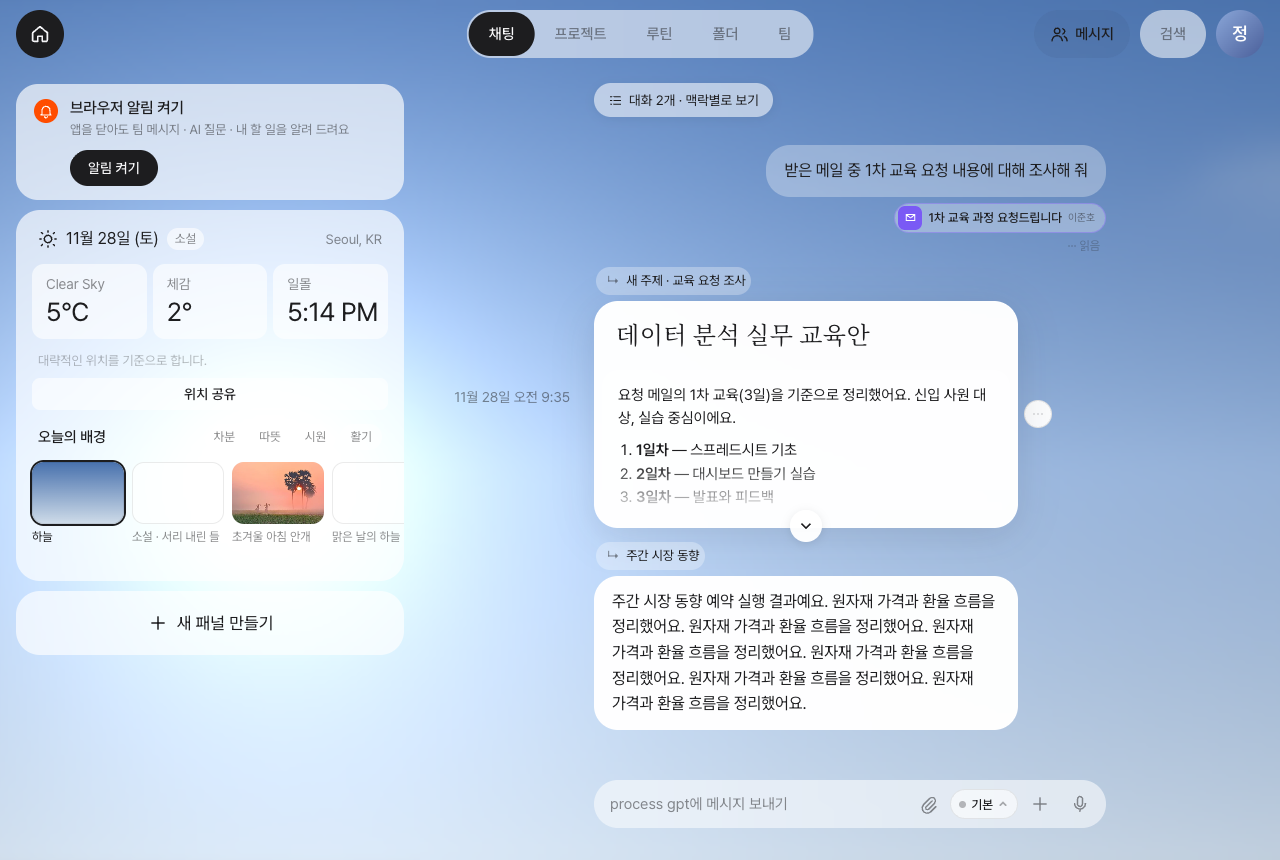 채팅
프로젝트
루틴
폴더
팀
메시지
검색
정
브라우저 알림 켜기
앱을 닫아도 팀 메시지 · AI 질문 · 내 할 일을 알려 드려요
알림 켜기
11월 28일 (토)
소설
Seoul, KR
Clear Sky
5°C
체감
2°
일몰
5:14 PM
대략적인 위치를 기준으로 합니다.
위치 공유
오늘의 배경
차분
따뜻
시원
활기
하늘
소설 · 서리 내린 들
초겨울 아침 안개
맑은 날의 하늘
새 패널 만들기
대화 2개 · 맥락별로 보기
받은 메일 중 1차 교육 요청 내용에 대해 조사해 줘
1차 교육 과정 요청드립니다 이준호
— 읽음
새 주제 · 교육 요청 조사
데이터 분석 실무 교육안
요청 메일의 1차 교육(3일)을 기준으로 정리했어요. 신입 사원 대
상, 실습 중심이에요.
1. 1일차 — 스프레드시트 기초
2. 2일차 — 대시보드 만들기 실습
3. 3일차 — 발표와 피드백
11월 28일 오전 9:35
주간 시장 동향
주간 시장 동향 예약 실행 결과예요. 원자재 가격과 환율 흐름을
정리했어요. 원자재 가격과 환율 흐름을 정리했어요. 원자재
가격과 환율 흐름을 정리했어요. 원자재 가격과 환율 흐름을
정리했어요. 원자재 가격과 환율 흐름을 정리했어요. 원자재
가격과 환율 흐름을 정리했어요.
process gpt에 메시지 보내기
기본